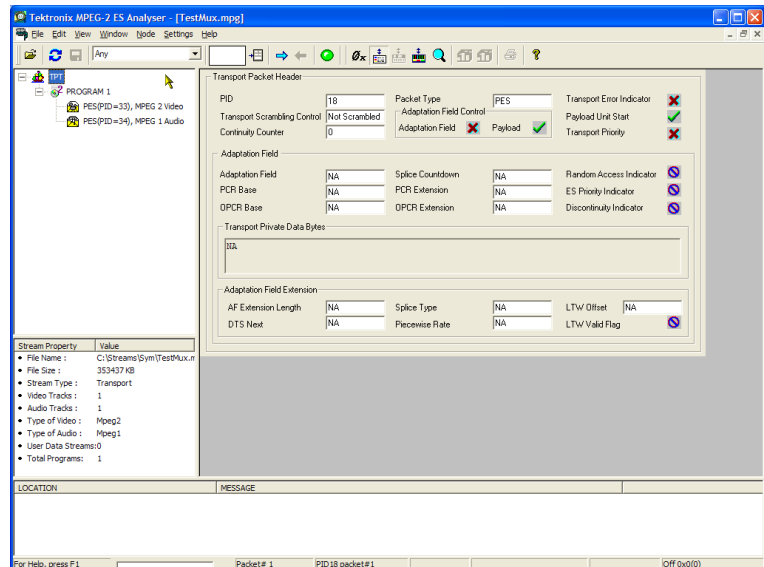 Tektronix MPEG-2 ES Analyser - [TestMux.mpg]
File Edit View Window Node Settings Help
Any
Øx
TPT
PROGRAM 1
PES(PID=33), MPEG 2 Video
PES(PID=34), MPEG 1 Audio
Transport Packet Header
PID 18 Packet Type PES Transport Error Indicator
Transport Scrambling Control Not Scrambled Adaptation Field Control Payload Unit Start
Continuity Counter 0 Adaptation Field Payload Transport Priority
Adaptation Field
Adaptation Field NA Splice Countdown NA Random Access Indicator
PCR Base NA PCR Extension NA ES Priority Indicator
OPCR Base NA OPCR Extension NA Discontinuity Indicator
Transport Private Data Bytes
NA
Adaptation Field Extension
AF Extension Length NA Splice Type NA LTW Offset NA
DTS Next NA Piecewise Rate NA LTW Valid Flag
Stream Property Value
File Name : C:\Streams\Sym\TestMux.m
File Size : 353437 KB
Stream Type : Transport
Video Tracks : 1
Audio Tracks : 1
Type of Video : Mpeg2
Type of Audio : Mpeg1
User Data Streams:0
Total Programs: 1
LOCATION MESSAGE
For Help, press F1 Packet# 1 PID18 packet#1 Off 0x0(0)